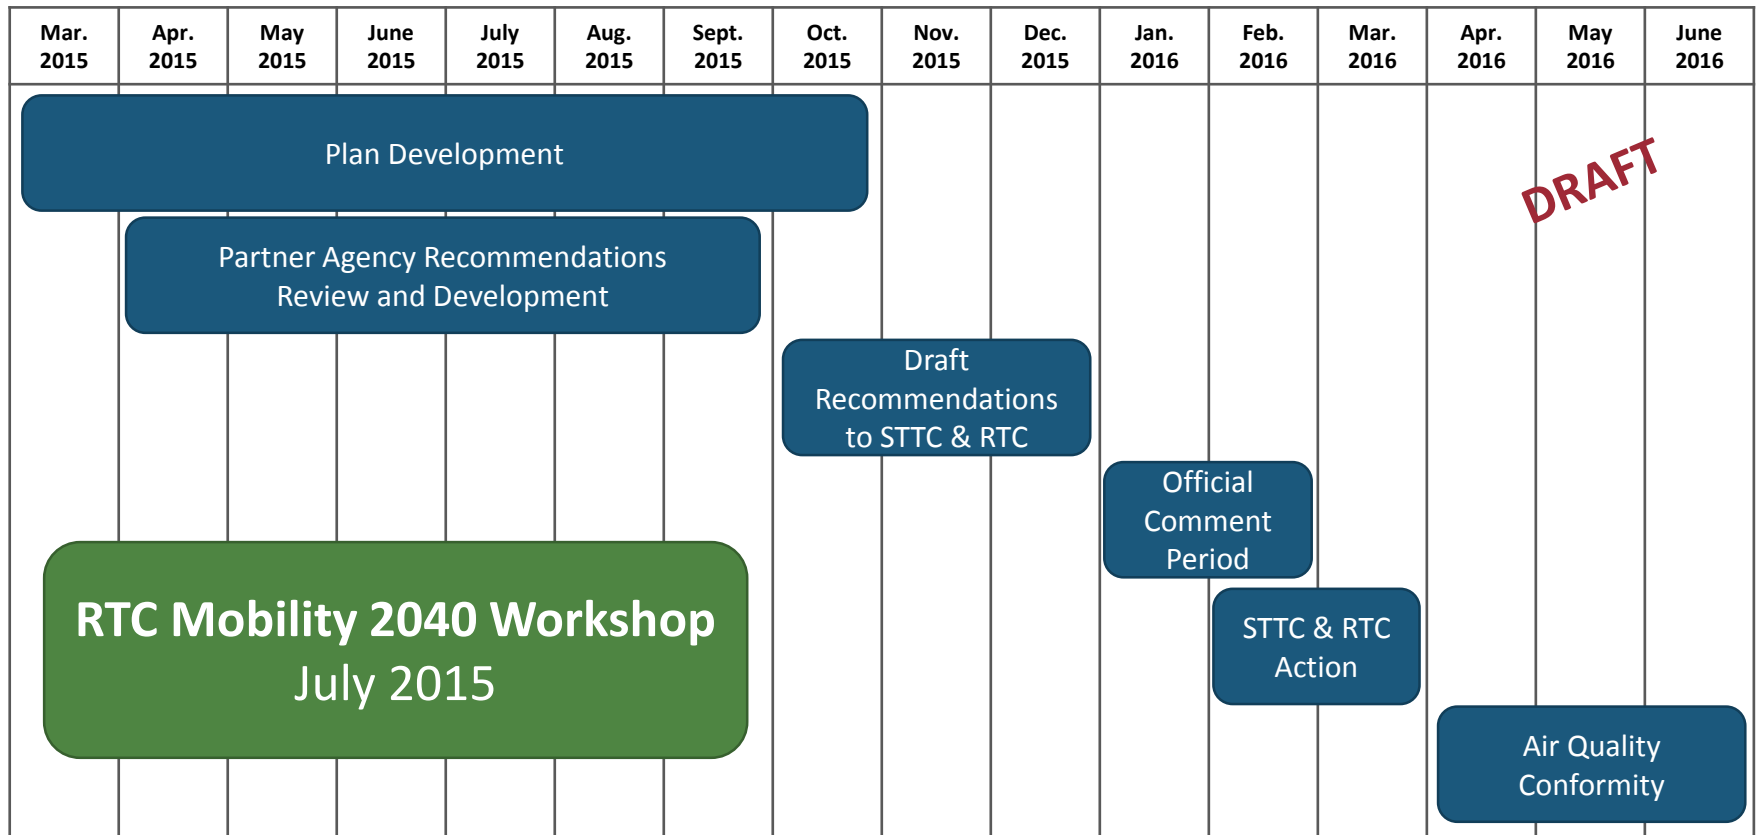 Mar. Apr. May June July Aug. Sept. Oct. Nov. Dec. Jan. Feb. Mar. Apr. May June
2015 2015 2015 2015 2015 2015 2015 2015 2015 2015 2016 2016 2016 2016 2016 2016
Plan Development
DRAFT
Partner Agency Recommendations
Review and Development
Draft
Recommendations
to STTC & RTC
Official
Comment
Period
RTC Mobility 2040 Workshop
July 2015
STTC & RTC
Action
Air Quality
Conformity